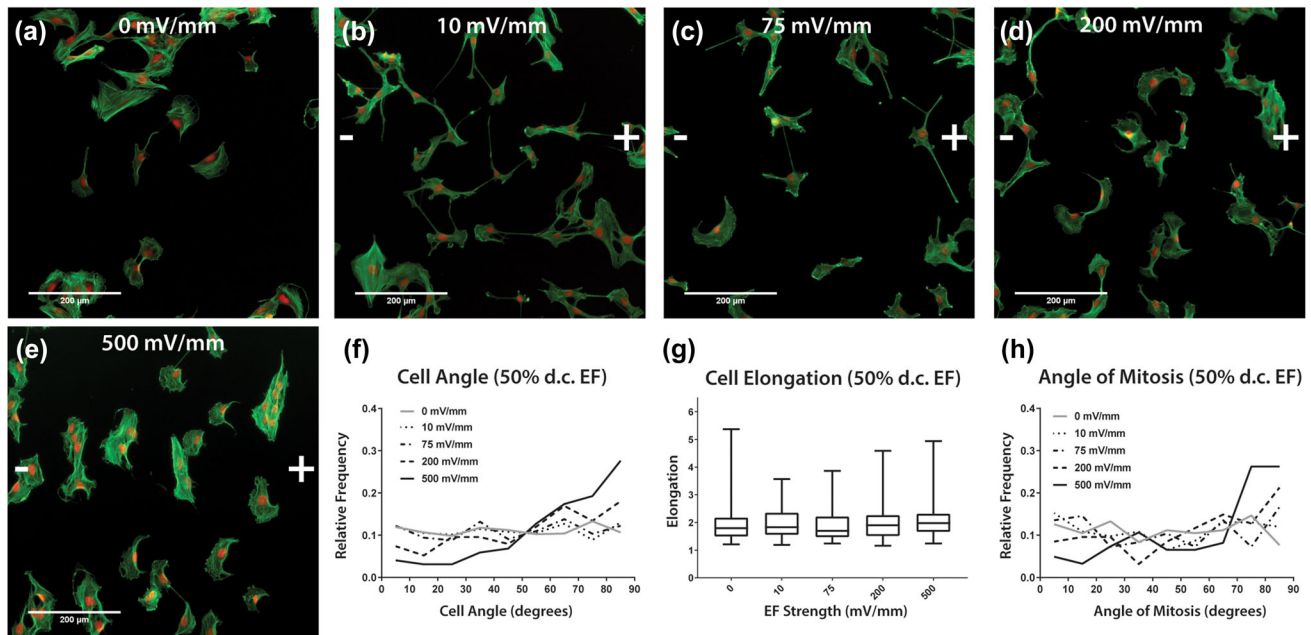 (a)
0 mV/mm
200 µm
(b)
10 mV/mm
-
+
200 µm
(c)
75 mV/mm
-
+
200 µm
(d)
200 mV/mm
-
+
200 µm
(e)
500 mV/mm
-
+
200 µm
(f)
Cell Angle (50% d.c. EF)
Relative Frequency
0.4
0.3
0.2
0.1
0.0
0 mV/mm
10 mV/mm
75 mV/mm
200 mV/mm
500 mV/mm
0 10 20 30 40 50 60 70 80 90
Cell Angle (degrees)
(g)
Cell Elongation (50% d.c. EF)
Elongation
6
5
4
3
2
1
0
0 10 75 200 500
EF Strength (mV/mm)
(h)
Angle of Mitosis (50% d.c. EF)
Relative Frequency
0.4
0.3
0.2
0.1
0.0
0 mV/mm
10 mV/mm
75 mV/mm
200 mV/mm
500 mV/mm
0 10 20 30 40 50 60 70 80 90
Angle of Mitosis (degrees)